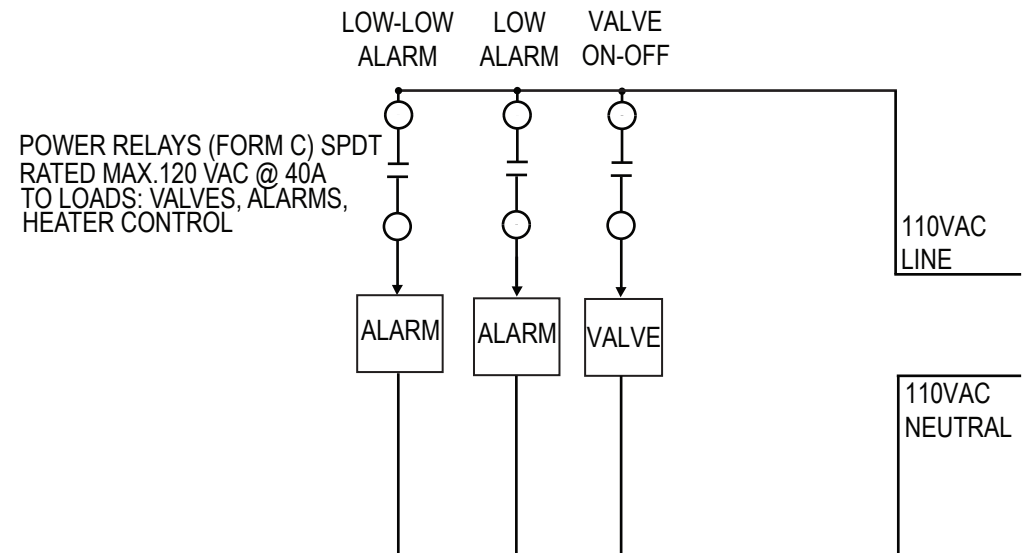 LOW-LOW
ALARM
LOW
ALARM
VALVE
ON-OFF
POWER RELAYS (FORM C) SPDT
RATED MAX.120 VAC @ 40A
TO LOADS: VALVES, ALARMS,
HEATER CONTROL
110VAC
LINE
ALARM
ALARM
VALVE
110VAC
NEUTRAL